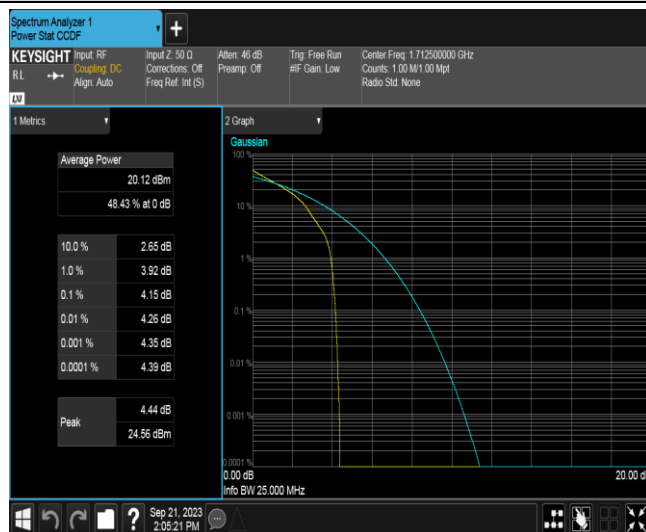 Spectrum Analyzer 1
Power Stat CCDF
+
KEYSIGHT
RL
LXI
Input: RF
Coupling: DC
Align: Auto
Input Z: 50 Ω
Corrections: Off
Freq Ref: Int (S)
Atten: 46 dB
Preamp: Off
Trig: Free Run
#IF Gain: Low
Center Freq: 1.712500000 GHz
Counts: 1.00 M/1.00 Mpt
Radio Std: None
1 Metrics
Average Power
20.12 dBm
48.43 % at 0 dB
10.0 % 2.65 dB
1.0 % 3.92 dB
0.1 % 4.15 dB
0.01 % 4.26 dB
0.001 % 4.35 dB
0.0001 % 4.39 dB
Peak
4.44 dB
24.56 dBm
2 Graph
Gaussian
100 %
10 %
1 %
0.1 %
0.01 %
0.001 %
0.0001 %
0.00 dB
20.00 d
Info BW 25.000 MHz
?
Sep 21, 2023
2:05:21 PM